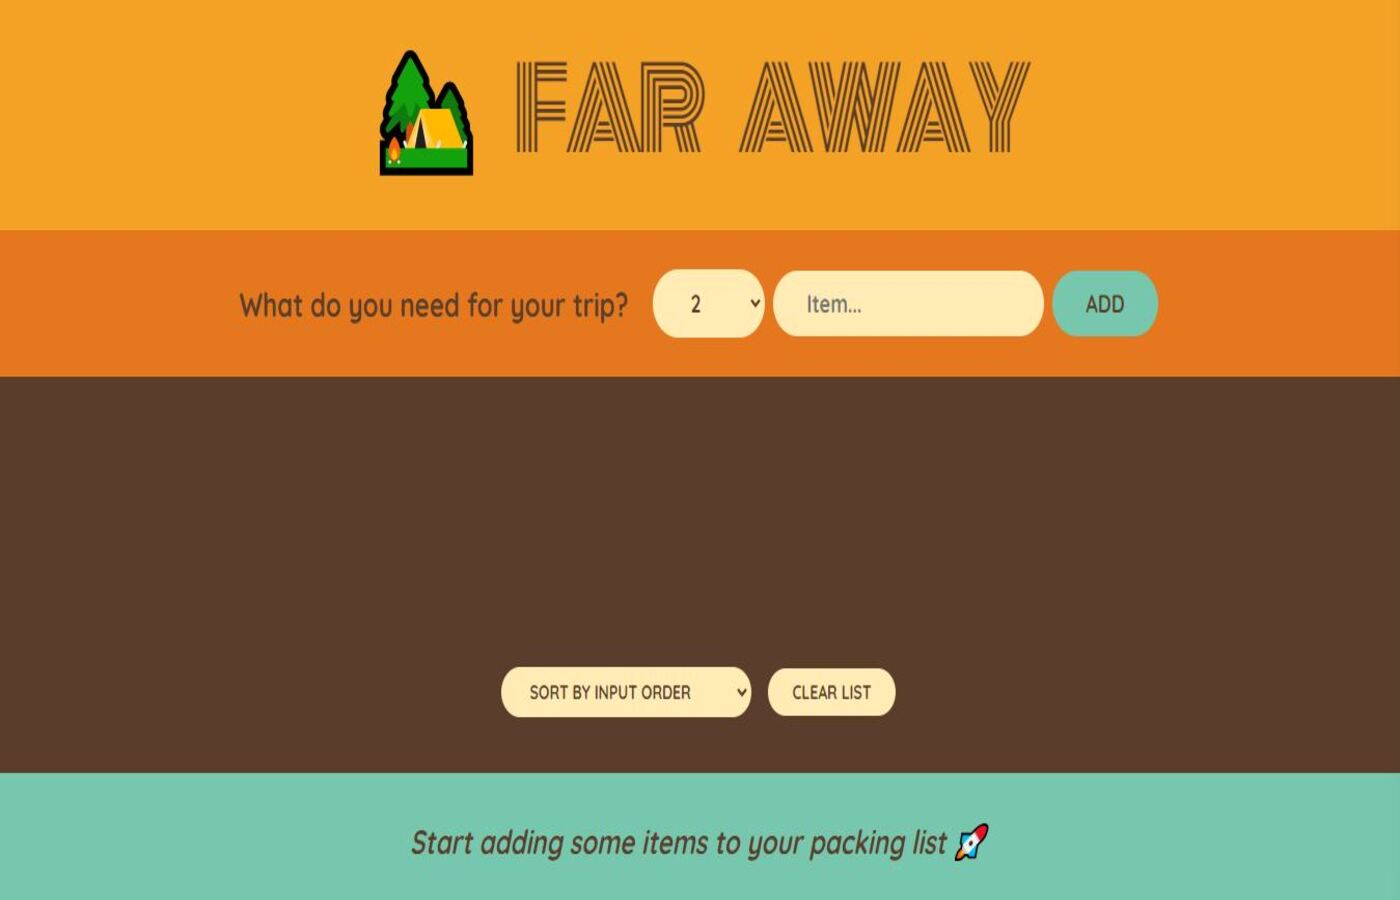 FAR AWAY
What do you need for your trip? 2 Item... ADD
SORT BY INPUT ORDER CLEAR LIST
Start adding some items to your packing list 🚀